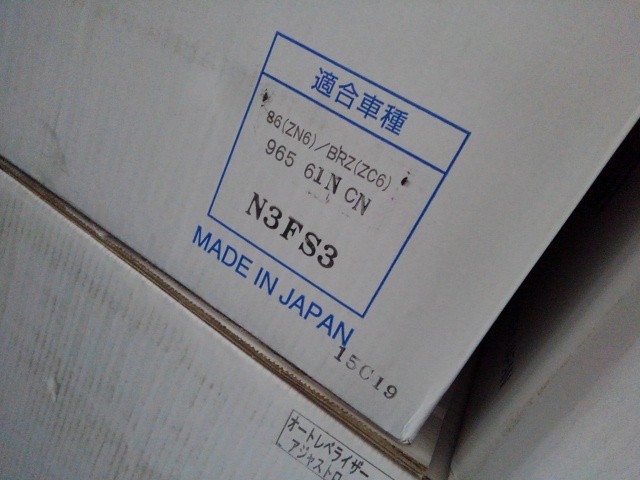 適合車種
86(ZN6)/BRZ(ZC6)
965 61N CN
N3FS3
MADE IN JAPAN
15C19
オートレベライザー
アジャストロ